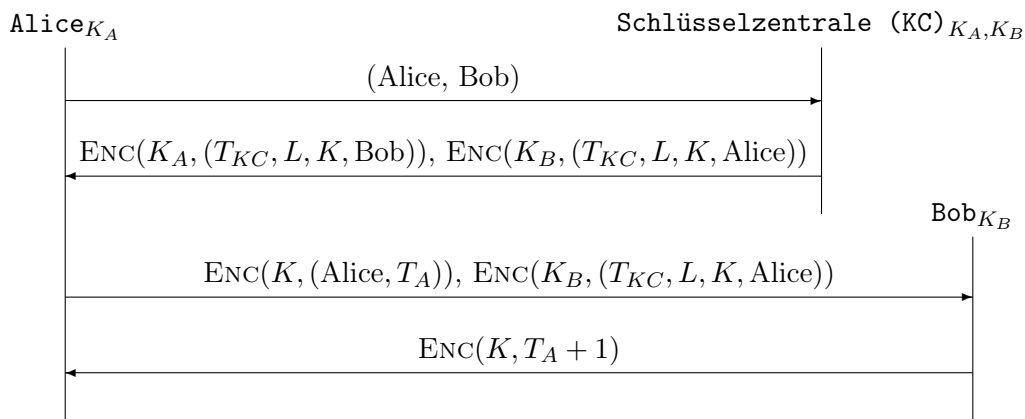 Alice_{K_A} Schlüsselzentrale (KC)_{K_A,K_B}
(Alice, Bob)
ENC(K_A, (T_{KC}, L, K, Bob)), ENC(K_B, (T_{KC}, L, K, Alice))
Bob_{K_B}
ENC(K, (Alice, T_A)), ENC(K_B, (T_{KC}, L, K, Alice))
ENC(K, T_A + 1)